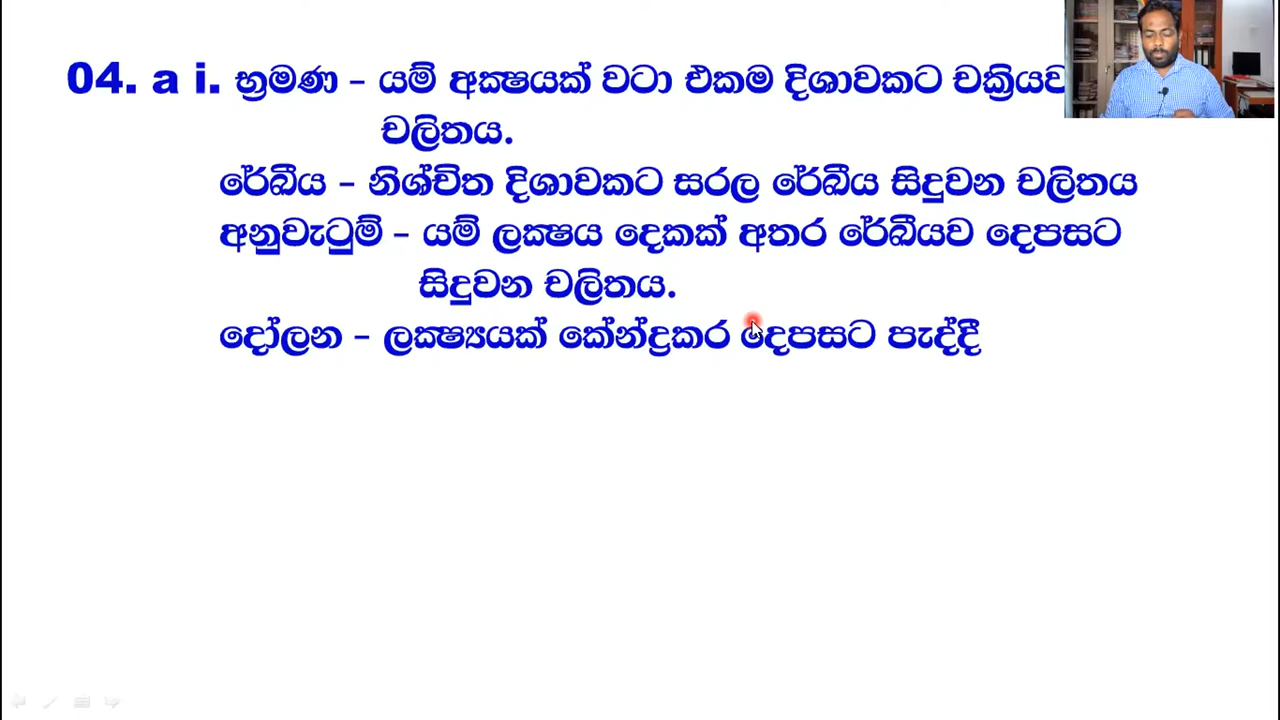 04. a i. භ්‍රමණ – යම් අක්ෂයක් වටා එකම දිශාවකට චක්‍රියව
චලිතය.
රේඛීය – නිශ්චිත දිශාවකට සරල රේඛීය සිදුවන චලිතය
අනුවැටුම් – යම් ලක්ෂය දෙකක් අතර රේඛීයව දෙපසට
සිදුවන චලිතය.
දෝලන – ලක්ෂ්‍යයක් කේන්ද්‍රකර දෙපසට පැද්දී